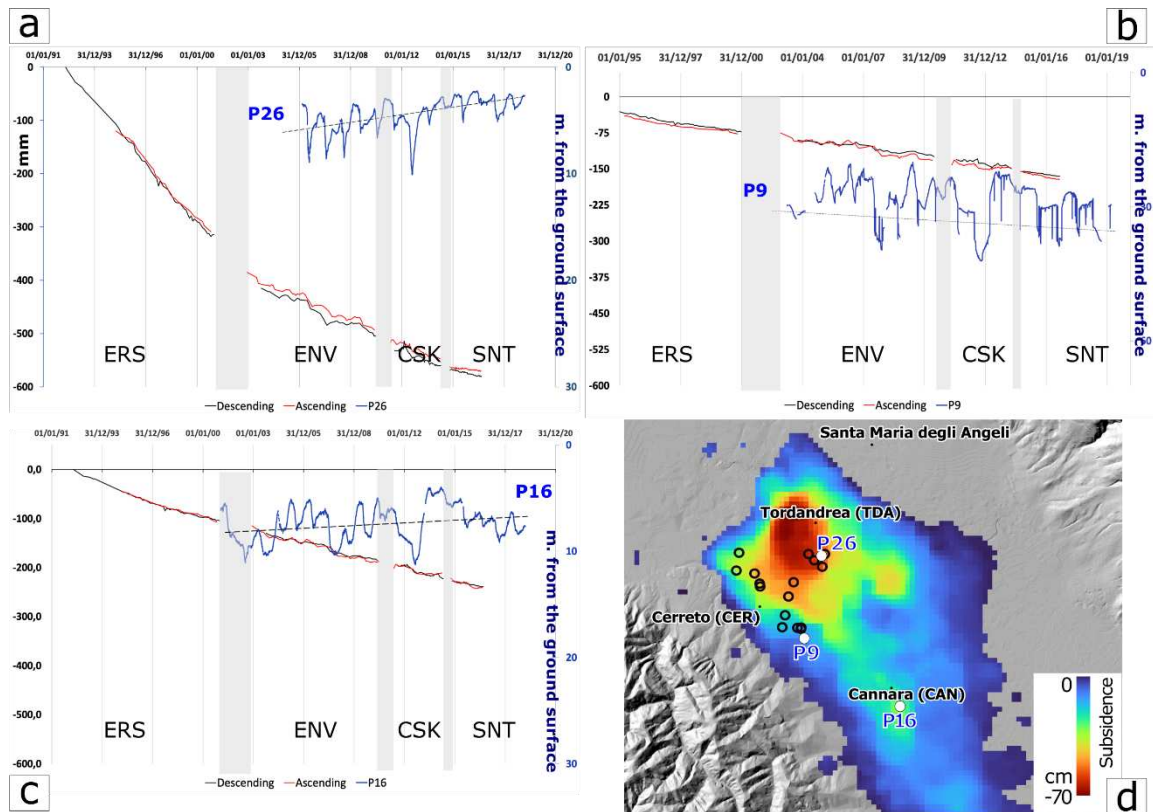 a
01/01/91 31/12/93 31/12/96 01/01/00 01/01/03 31/12/05 31/12/08 01/01/12 01/01/15 31/12/17 31/12/20
0
-100
-200
-300
-400
-500
-600
mm
P26
0
10
20
30
m. from the ground surface
ERS ENV CSK SNT
Descending Ascending P26
b
01/01/95 31/12/97 31/12/00 01/01/04 01/01/07 31/12/09 31/12/12 01/01/16 01/01/19
0
-75
-150
-225
-300
-375
-450
-525
-600
P9
0
m. from the ground surface
ERS ENV CSK SNT
Descending Ascending P9
01/01/91 31/12/93 31/12/96 01/01/00 01/01/03 31/12/05 31/12/08 01/01/12 01/01/15 31/12/17 31/12/20
0,0
-100,0
-200,0
-300,0
-400,0
-500,0
-600,0
P16
0
10
20
30
m. from the ground surface
ERS ENV CSK SNT
Descending Ascending P16
c
Santa Maria degli Angeli
Tordandrea (TDA)
P26
Cerreto (CER)
P9
Cannara (CAN)
P16
0
Subsidence
cm
-70
d